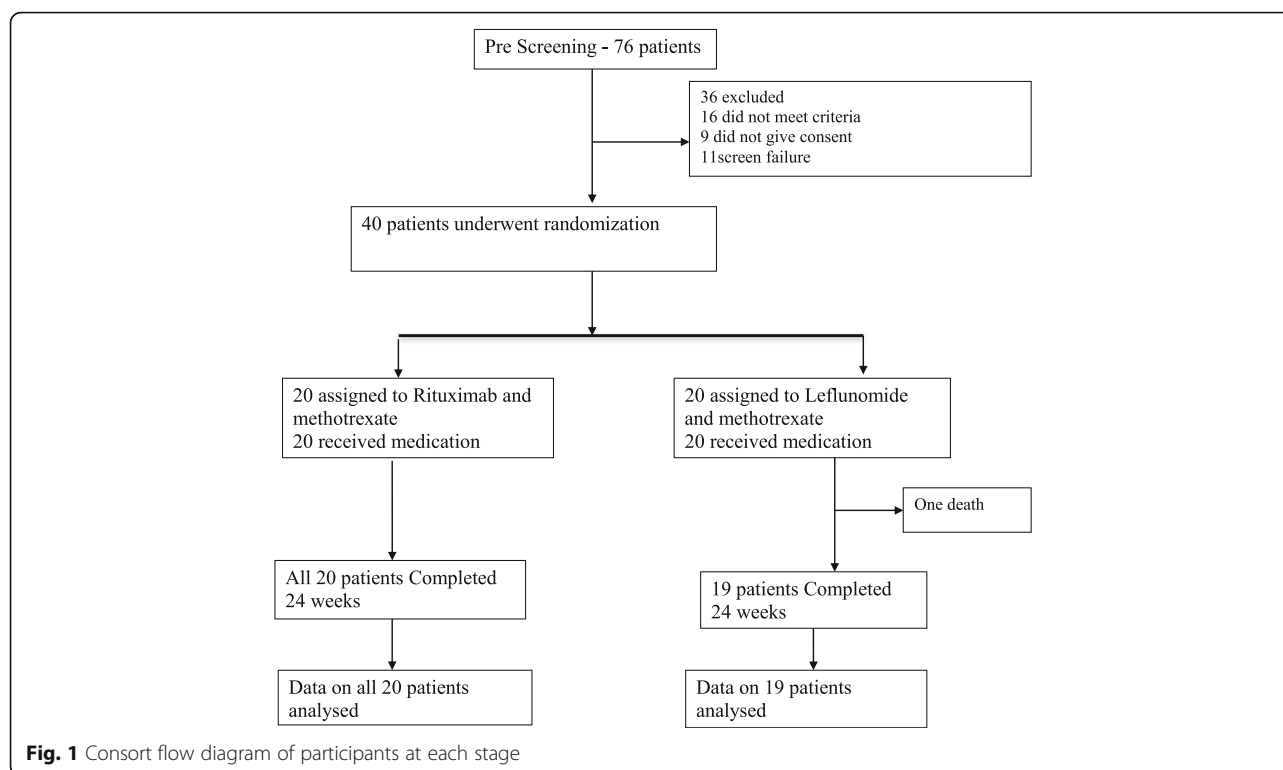 Pre Screening - 76 patients
36 excluded
16 did not meet criteria
9 did not give consent
11screen failure
40 patients underwent randomization
20 assigned to Rituximab and
methotrexate
20 received medication
20 assigned to Leflunomide
and methotrexate
20 received medication
One death
All 20 patients Completed
24 weeks
19 patients Completed
24 weeks
Data on all 20 patients
analysed
Data on 19 patients
analysed
Fig. 1 Consort flow diagram of participants at each stage